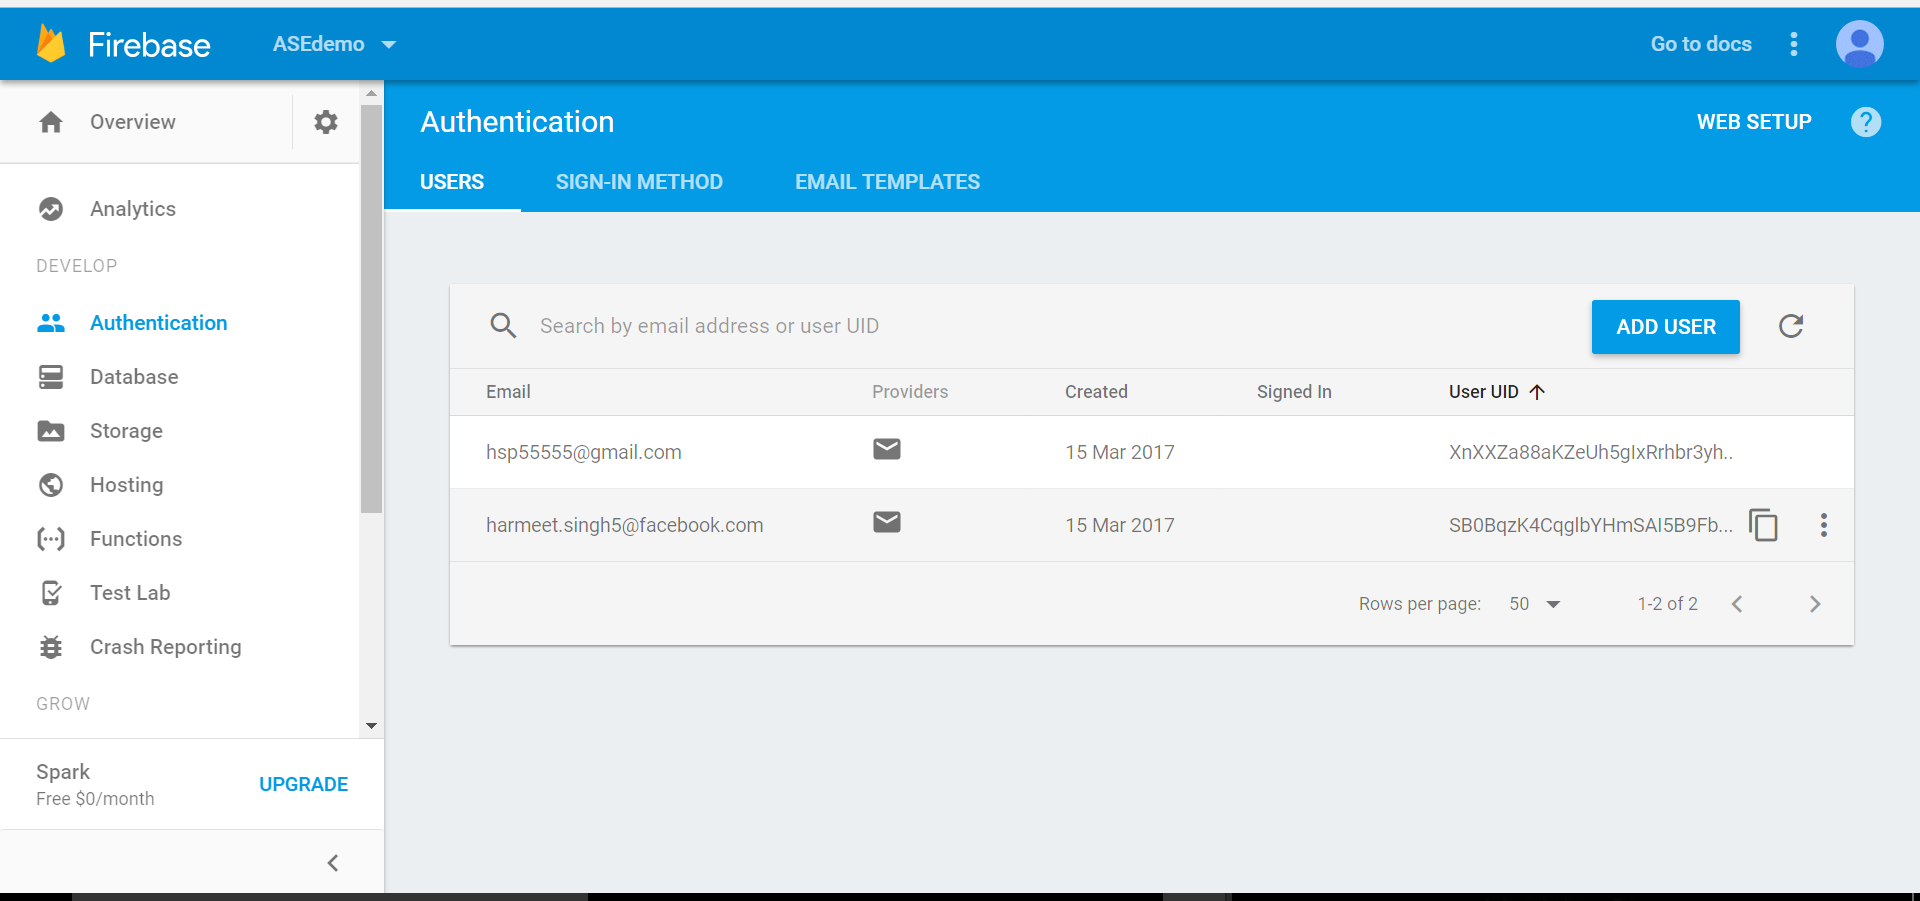 Firebase ASEdemo Go to docs
Overview
Analytics
DEVELOP
Authentication
Database
Storage
Hosting
Functions
Test Lab
Crash Reporting
GROW
Spark
Free $0/month
UPGRADE
Authentication WEB SETUP ?
USERS SIGN-IN METHOD EMAIL TEMPLATES
Search by email address or user UID ADD USER
Email Providers Created Signed In User UID
hsp55555@gmail.com 15 Mar 2017 XnXXZa88aKZeUh5gIxRrhbr3yh..
harmeet.singh5@facebook.com 15 Mar 2017 SB0BqzK4CqglbYHmSAI5B9Fb...
Rows per page: 50 1-2 of 2